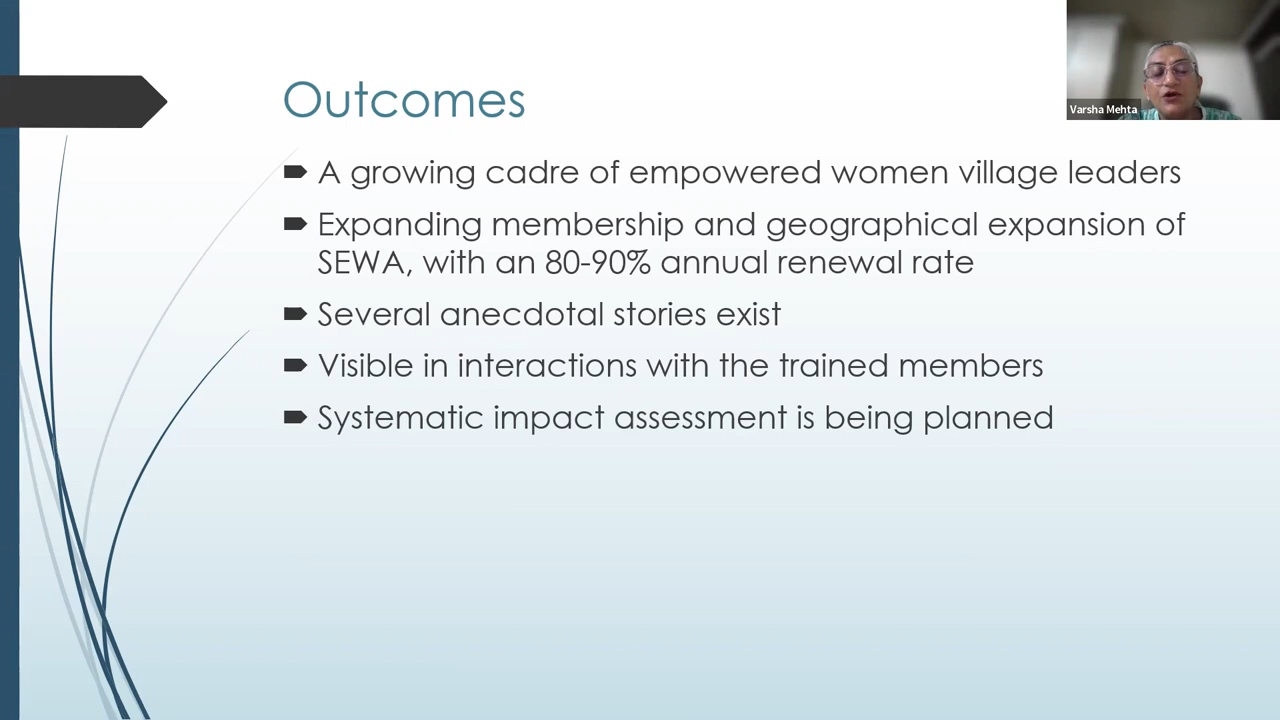 Outcomes
A growing cadre of empowered women village leaders
Expanding membership and geographical expansion of
SEWA, with an 80-90% annual renewal rate
Several anecdotal stories exist
Visible in interactions with the trained members
Systematic impact assessment is being planned
Varsha Mehta